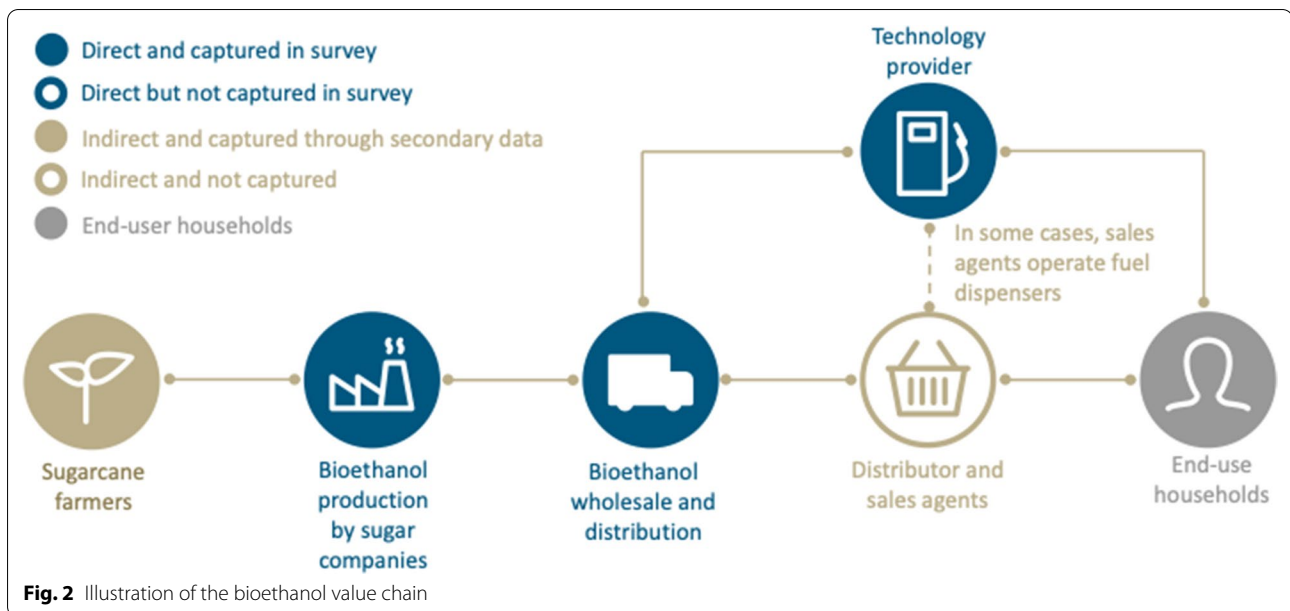 Direct and captured in survey
Direct but not captured in survey
Indirect and captured through secondary data
Indirect and not captured
End-user households
Technology
provider
In some cases, sales
agents operate fuel
dispensers
Sugarcane
farmers
Bioethanol
production
by sugar
companies
Bioethanol
wholesale and
distribution
Distributor and
sales agents
End-use
households
Fig. 2 Illustration of the bioethanol value chain